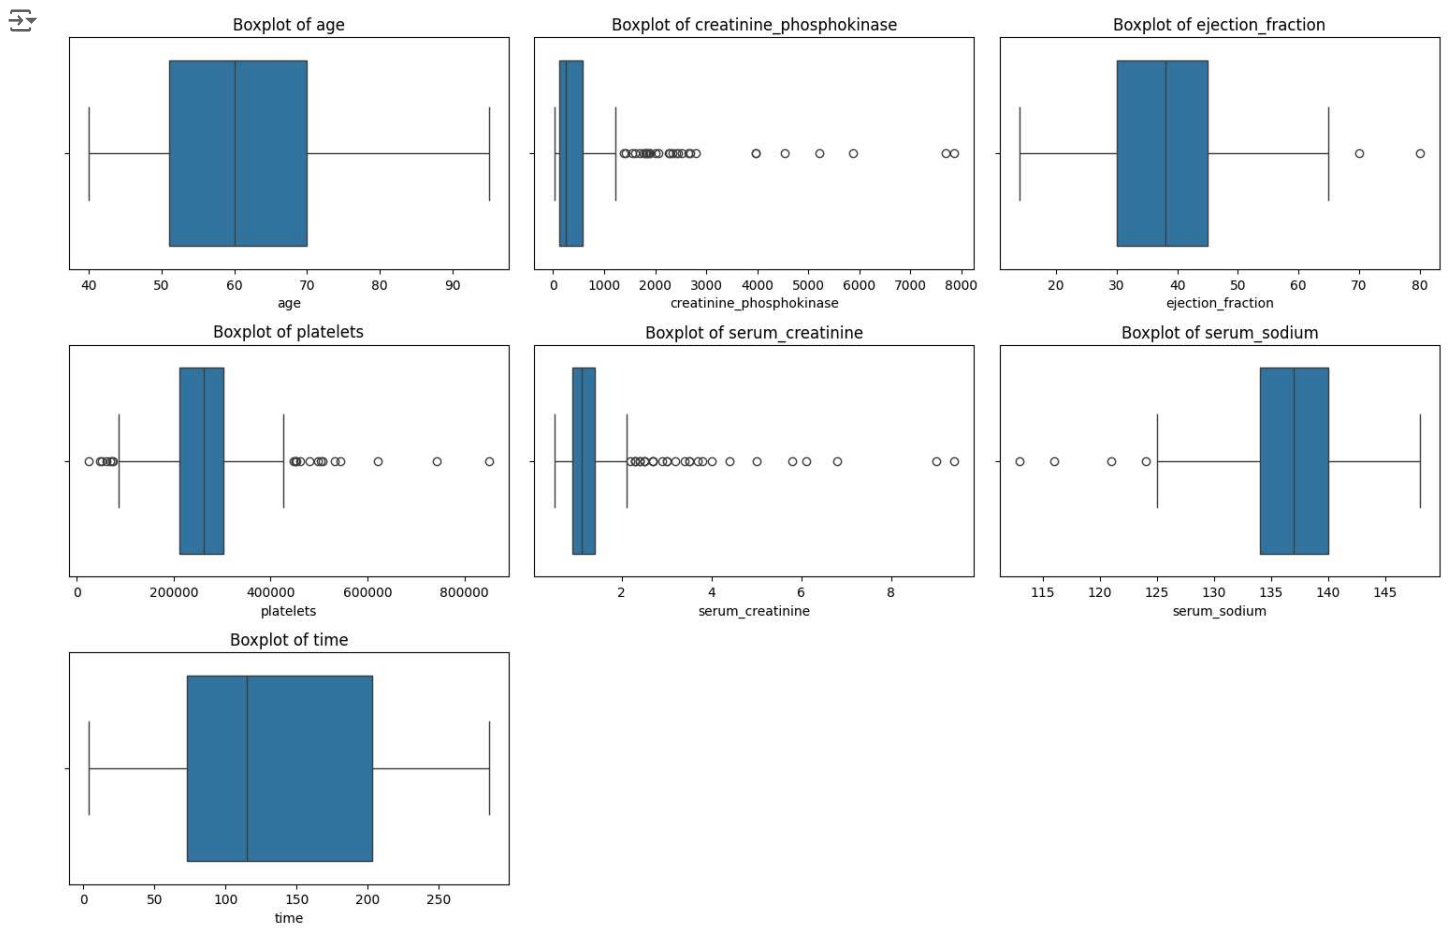 Boxplot of age
Boxplot of creatinine_phosphokinase
Boxplot of ejection_fraction
40 50 60 70 80 90
0 1000 2000 3000 4000 5000 6000 7000 8000
20 30 40 50 60 70 80
age
creatinine_phosphokinase
ejection_fraction
Boxplot of platelets
Boxplot of serum_creatinine
Boxplot of serum_sodium
0 200000 400000 600000 800000
2 4 6 8
115 120 125 130 135 140 145
platelets
serum_creatinine
serum_sodium
Boxplot of time
0 50 100 150 200 250
time